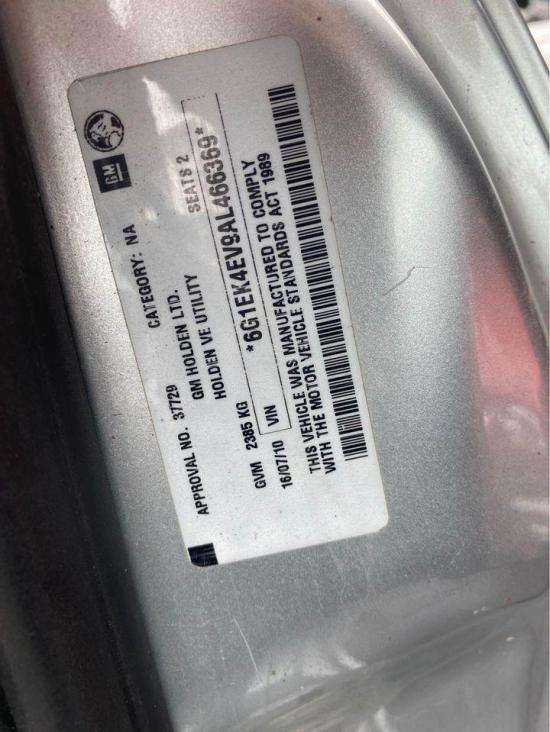 APPROVAL NO. 37729 CATEGORY: NA GM
GM HOLDEN LTD.
HOLDEN VE UTILITY SEATS 2
GVM 2385 KG
16/07/10 VIN *6G1EK4EV9AL466369*
THIS VEHICLE WAS MANUFACTURED TO COMPLY
WITH THE MOTOR VEHICLE STANDARDS ACT 1989